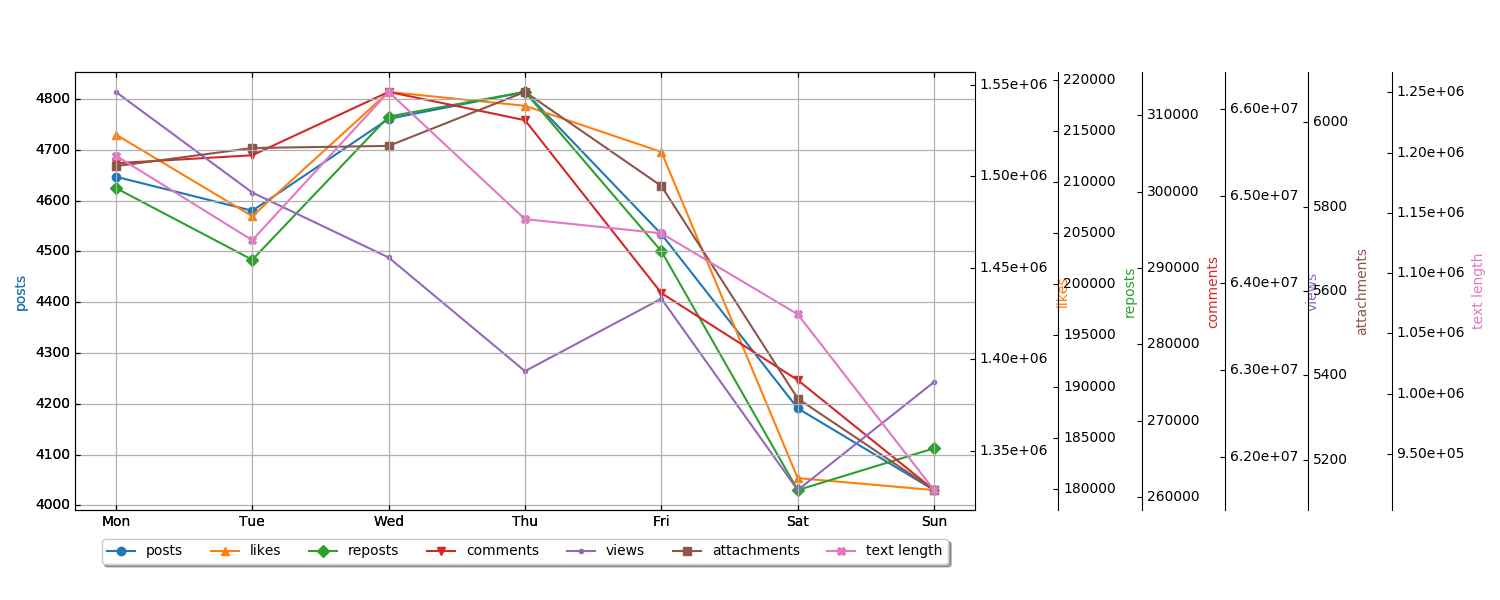 posts
4800
4700
4600
4500
4400
4300
4200
4100
4000
Mon Tue Wed Thu Fri Sat Sun
1.55e+06
1.50e+06
1.45e+06
1.40e+06
1.35e+06
likes
220000
215000
210000
205000
200000
195000
190000
185000
180000
reposts
310000
300000
290000
280000
270000
260000
comments
6.60e+07
6.50e+07
6.40e+07
6.30e+07
6.20e+07
views
6000
5800
5600
5400
5200
attachments
1.25e+06
1.20e+06
1.15e+06
1.10e+06
1.05e+06
1.00e+06
9.50e+05
text length
posts likes reposts comments views attachments text length